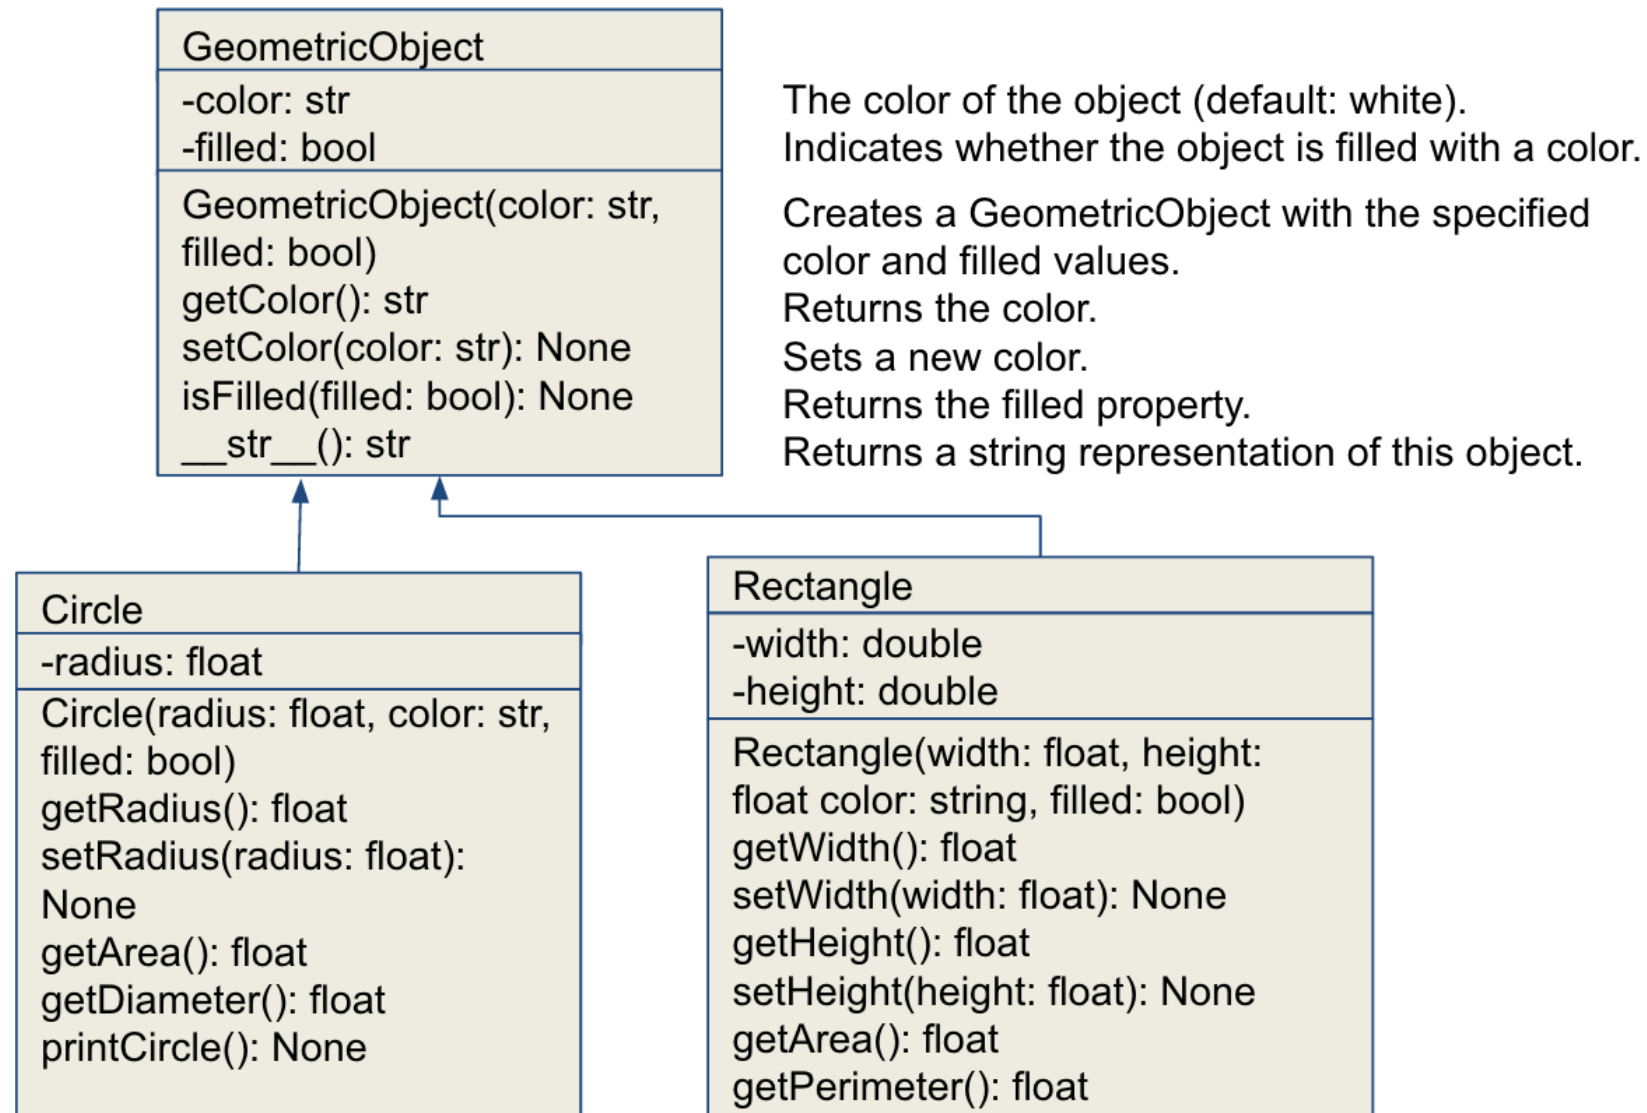 GeometricObject
-color: str
-filled: bool
GeometricObject(color: str,
filled: bool)
getColor(): str
setColor(color: str): None
isFilled(filled: bool): None
__str__(): str
The color of the object (default: white).
Indicates whether the object is filled with a color.
Creates a GeometricObject with the specified
color and filled values.
Returns the color.
Sets a new color.
Returns the filled property.
Returns a string representation of this object.
Circle
-radius: float
Circle(radius: float, color: str,
filled: bool)
getRadius(): float
setRadius(radius: float):
None
getArea(): float
getDiameter(): float
printCircle(): None
Rectangle
-width: double
-height: double
Rectangle(width: float, height:
float color: string, filled: bool)
getWidth(): float
setWidth(width: float): None
getHeight(): float
setHeight(height: float): None
getArea(): float
getPerimeter(): float